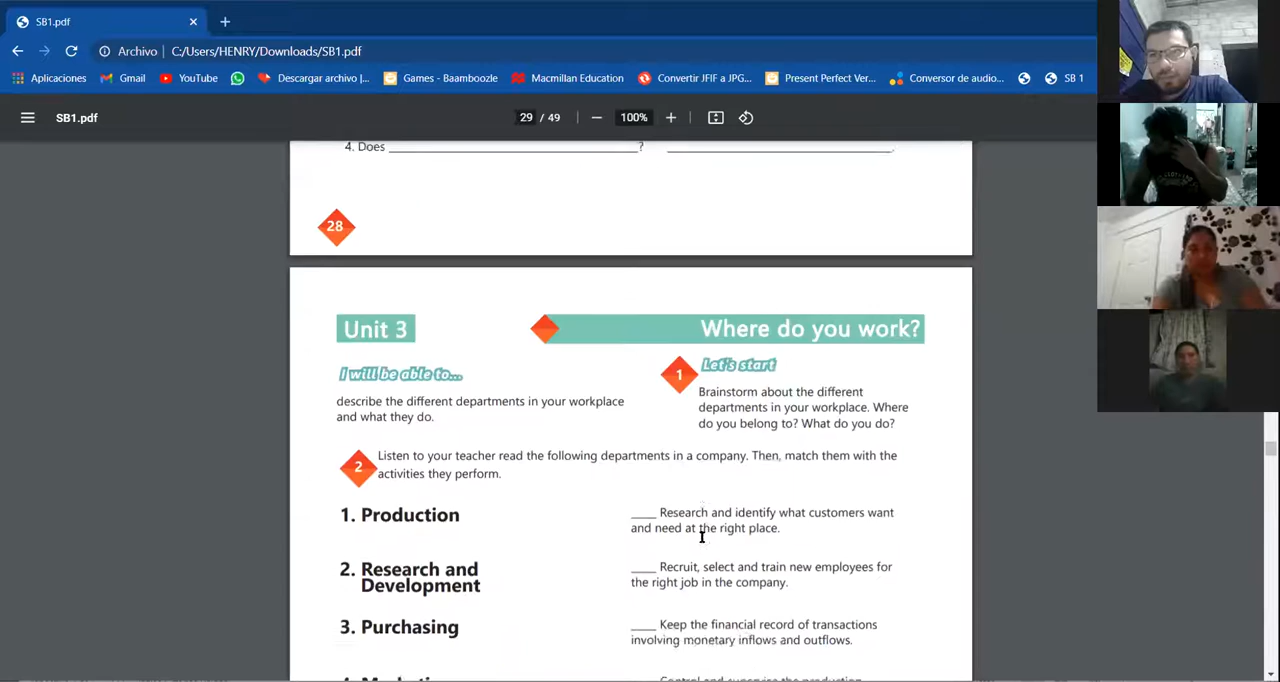 SB1.pdf
Archivo | C:/Users/HENRY/Downloads/SB1.pdf
Aplicaciones Gmail YouTube Descargar archivo |... Games - Baamboozle Macmillan Education Convertir JFIF a JPG... Present Perfect Ver... Conversor de audio... SB 1
SB1.pdf 29 / 49 100%
4. Does ______________________________? ___________________________.
28
Unit 3 Where do you work?
I will be able to...
describe the different departments in your workplace
and what they do.
1 Let's start
Brainstorm about the different
departments in your workplace. Where
do you belong to? What do you do?
2 Listen to your teacher read the following departments in a company. Then, match them with the
activities they perform.
1. Production
____ Research and identify what customers want
and need at the right place.
2. Research and
Development
____ Recruit, select and train new employees for
the right job in the company.
3. Purchasing
____ Keep the financial record of transactions
involving monetary inflows and outflows.